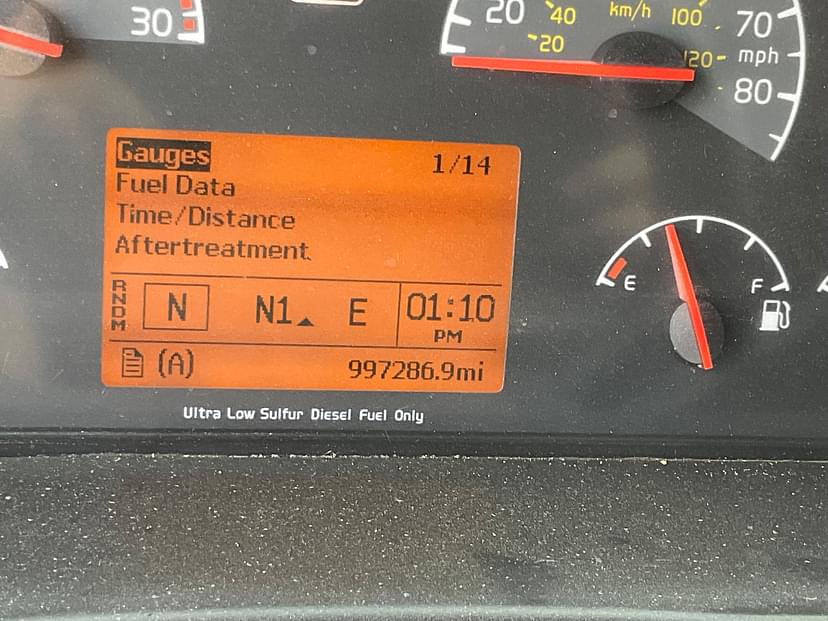 30
20 40 km/h 100 70
20 120 mph
80
Gauges 1/14
Fuel Data
Time/Distance
Aftertreatment
E F
RNDM N N1 E 01:10
PM
(A) 997286.9mi
Ultra Low Sulfur Diesel Fuel Only